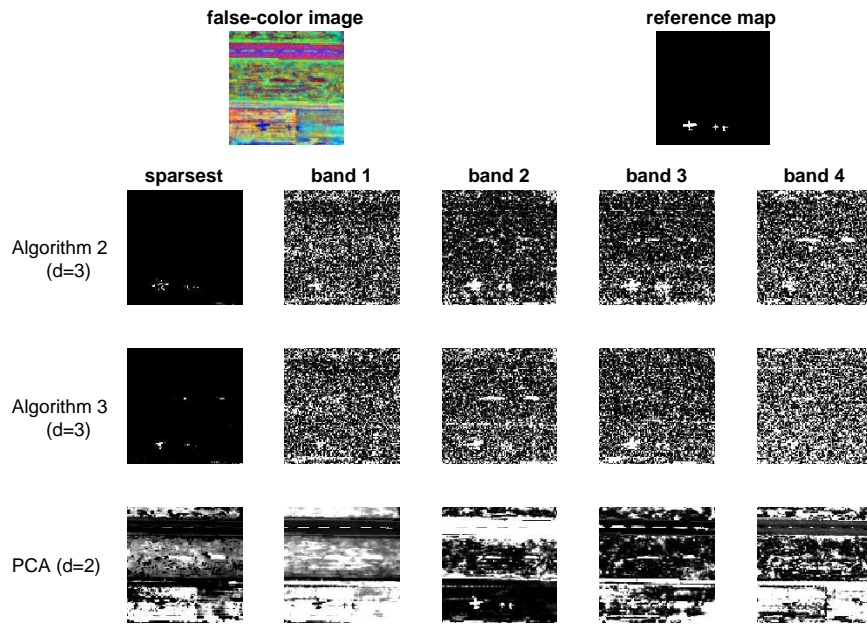 false-color image
reference map
sparsest
band 1
band 2
band 3
band 4
Algorithm 2
(d=3)
Algorithm 3
(d=3)
PCA (d=2)